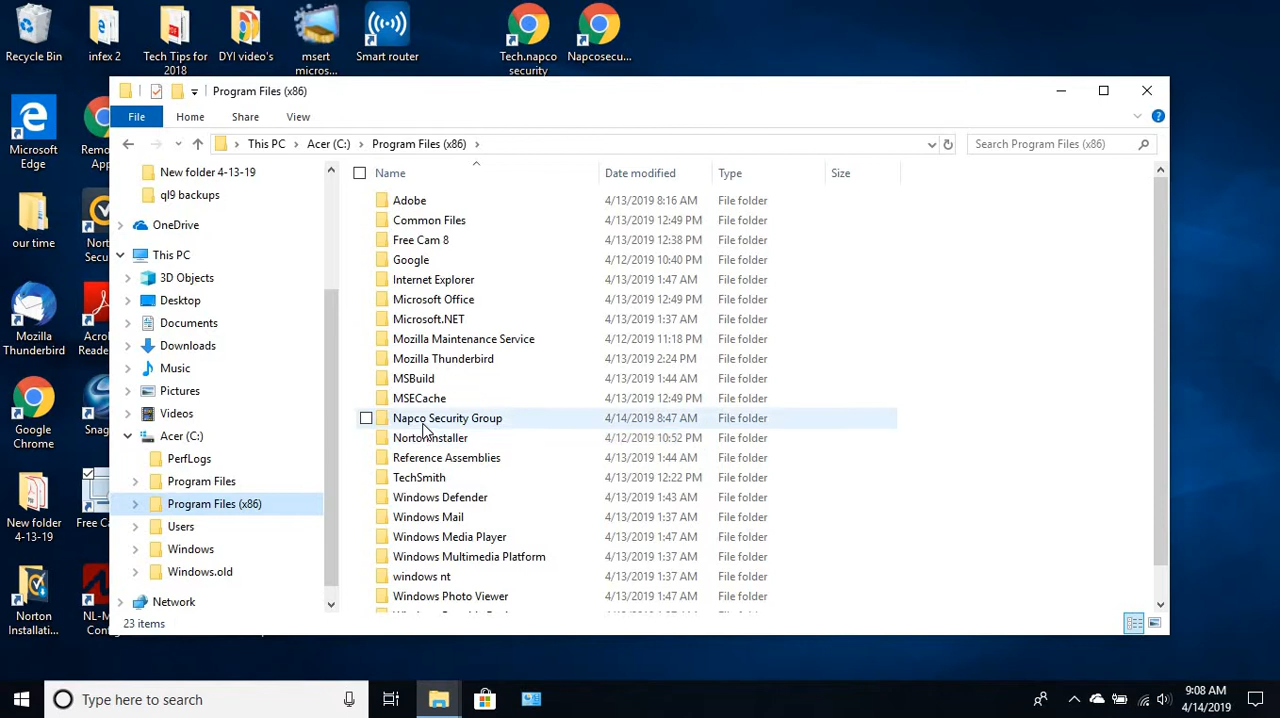 Recycle Bin
infex 2
Tech Tips for
2018
DYI video's
msert
micros...
Smart router
Tech.napco
security
Napcosecu...
Program Files (x86)
File
Home
Share
View
This PC
Acer (C:)
Program Files (x86)
Search Program Files (x86)
Microsoft
Edge
our time
Mozilla
Thunderbird
Google
Chrome
New folder
4-13-19
Norton
Installati...
Remo
Ap
Nort
Secu
Acrob
Reade
Snag
Free Ca
NL-M
Conf
New folder 4-13-19
ql9 backups
OneDrive
This PC
3D Objects
Desktop
Documents
Downloads
Music
Pictures
Videos
Acer (C:)
PerfLogs
Program Files
Program Files (x86)
Users
Windows
Windows.old
Network
Name Date modified Type Size
Adobe 4/13/2019 8:16 AM File folder
Common Files 4/13/2019 12:49 PM File folder
Free Cam 8 4/13/2019 12:38 PM File folder
Google 4/12/2019 10:40 PM File folder
Internet Explorer 4/13/2019 1:47 AM File folder
Microsoft Office 4/13/2019 12:49 PM File folder
Microsoft.NET 4/13/2019 1:37 AM File folder
Mozilla Maintenance Service 4/12/2019 11:18 PM File folder
Mozilla Thunderbird 4/13/2019 2:24 PM File folder
MSBuild 4/13/2019 1:44 AM File folder
MSECache 4/13/2019 12:49 PM File folder
Napco Security Group 4/14/2019 8:47 AM File folder
NortonInstaller 4/12/2019 10:52 PM File folder
Reference Assemblies 4/13/2019 1:44 AM File folder
TechSmith 4/13/2019 12:22 PM File folder
Windows Defender 4/13/2019 1:43 AM File folder
Windows Mail 4/13/2019 1:37 AM File folder
Windows Media Player 4/13/2019 1:47 AM File folder
Windows Multimedia Platform 4/13/2019 1:37 AM File folder
windows nt 4/13/2019 1:37 AM File folder
Windows Photo Viewer 4/13/2019 1:47 AM File folder
23 items
Type here to search
9:08 AM
4/14/2019